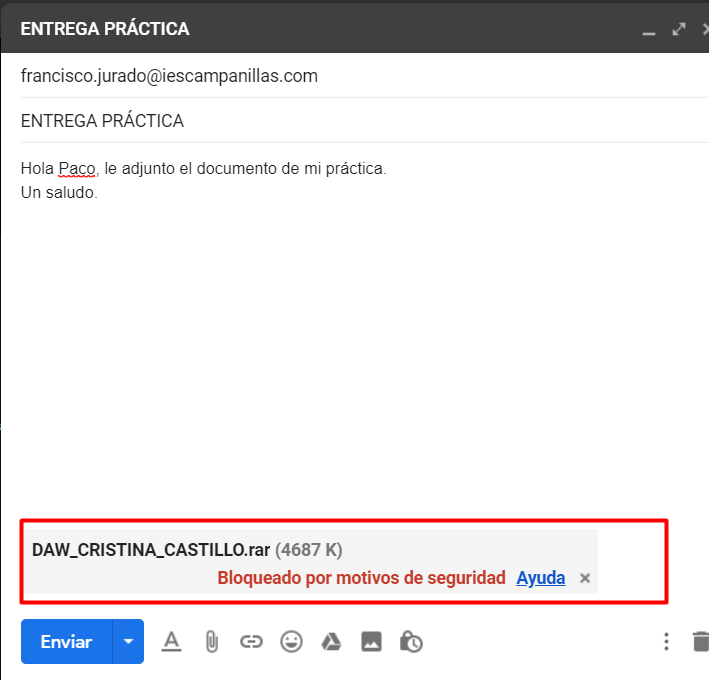 ENTREGA PRÁCTICA
francisco.jurado@iescampanillas.com
ENTREGA PRÁCTICA
Hola Paco, le adjunto el documento de mi práctica.
Un saludo.
DAW_CRISTINA_CASTILLO.rar (4687 K)
Bloqueado por motivos de seguridad Ayuda
Enviar